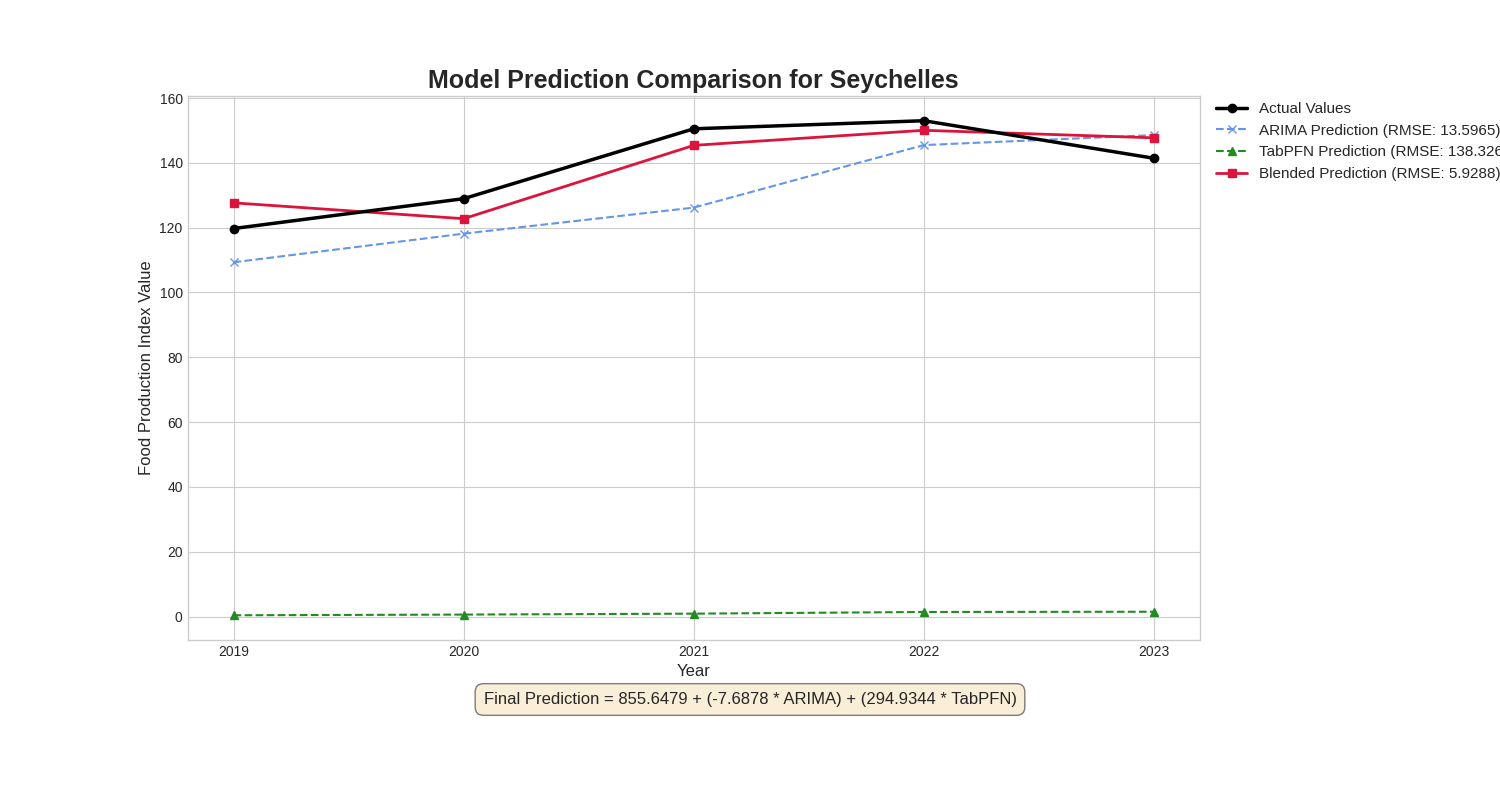 Model Prediction Comparison for Seychelles
Actual Values
ARIMA Prediction (RMSE: 13.5965)
TabPFN Prediction (RMSE: 138.326
Blended Prediction (RMSE: 5.9288)
Food Production Index Value
160
140
120
100
80
60
40
20
0
2019 2020 2021 2022 2023
Year
Final Prediction = 855.6479 + (-7.6878 * ARIMA) + (294.9344 * TabPFN)